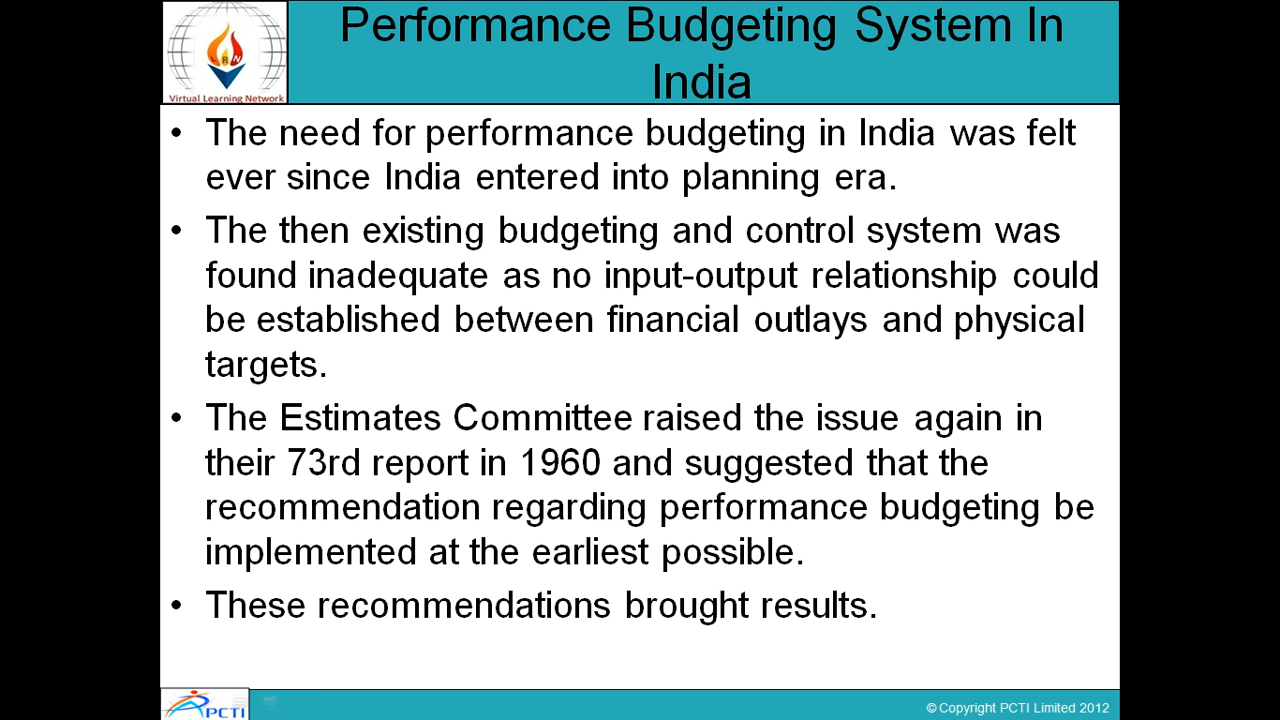 Performance Budgeting System In
India
LRN
Virtual Learning Network
• The need for performance budgeting in India was felt
ever since India entered into planning era.
• The then existing budgeting and control system was
found inadequate as no input-output relationship could
be established between financial outlays and physical
targets.
• The Estimates Committee raised the issue again in
their 73rd report in 1960 and suggested that the
recommendation regarding performance budgeting be
implemented at the earliest possible.
• These recommendations brought results.
PCTI
© Copyright PCTI Limited 2012